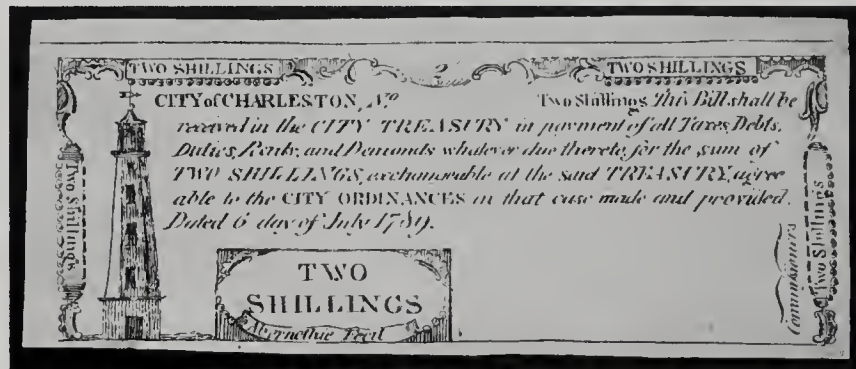 TWO SHILLINGS 2/ TWO SHILLINGS
CITY of CHARLESTON, No Two Shillings This Bill shall be
received in the CITY TREASURY in payment of all Taxes, Debts,
Duties, Rents, and Demands whatever due thereto, for the sum of
TWO SHILLINGS, exchangeable at the said TREASURY, agree
able to the CITY ORDINANCES in that case made and provided.
Dated 6 day of July 1789.
Two Shillings
TWO
SHILLINGS
Abernethie Fecit
Commissioners
Two Shillings